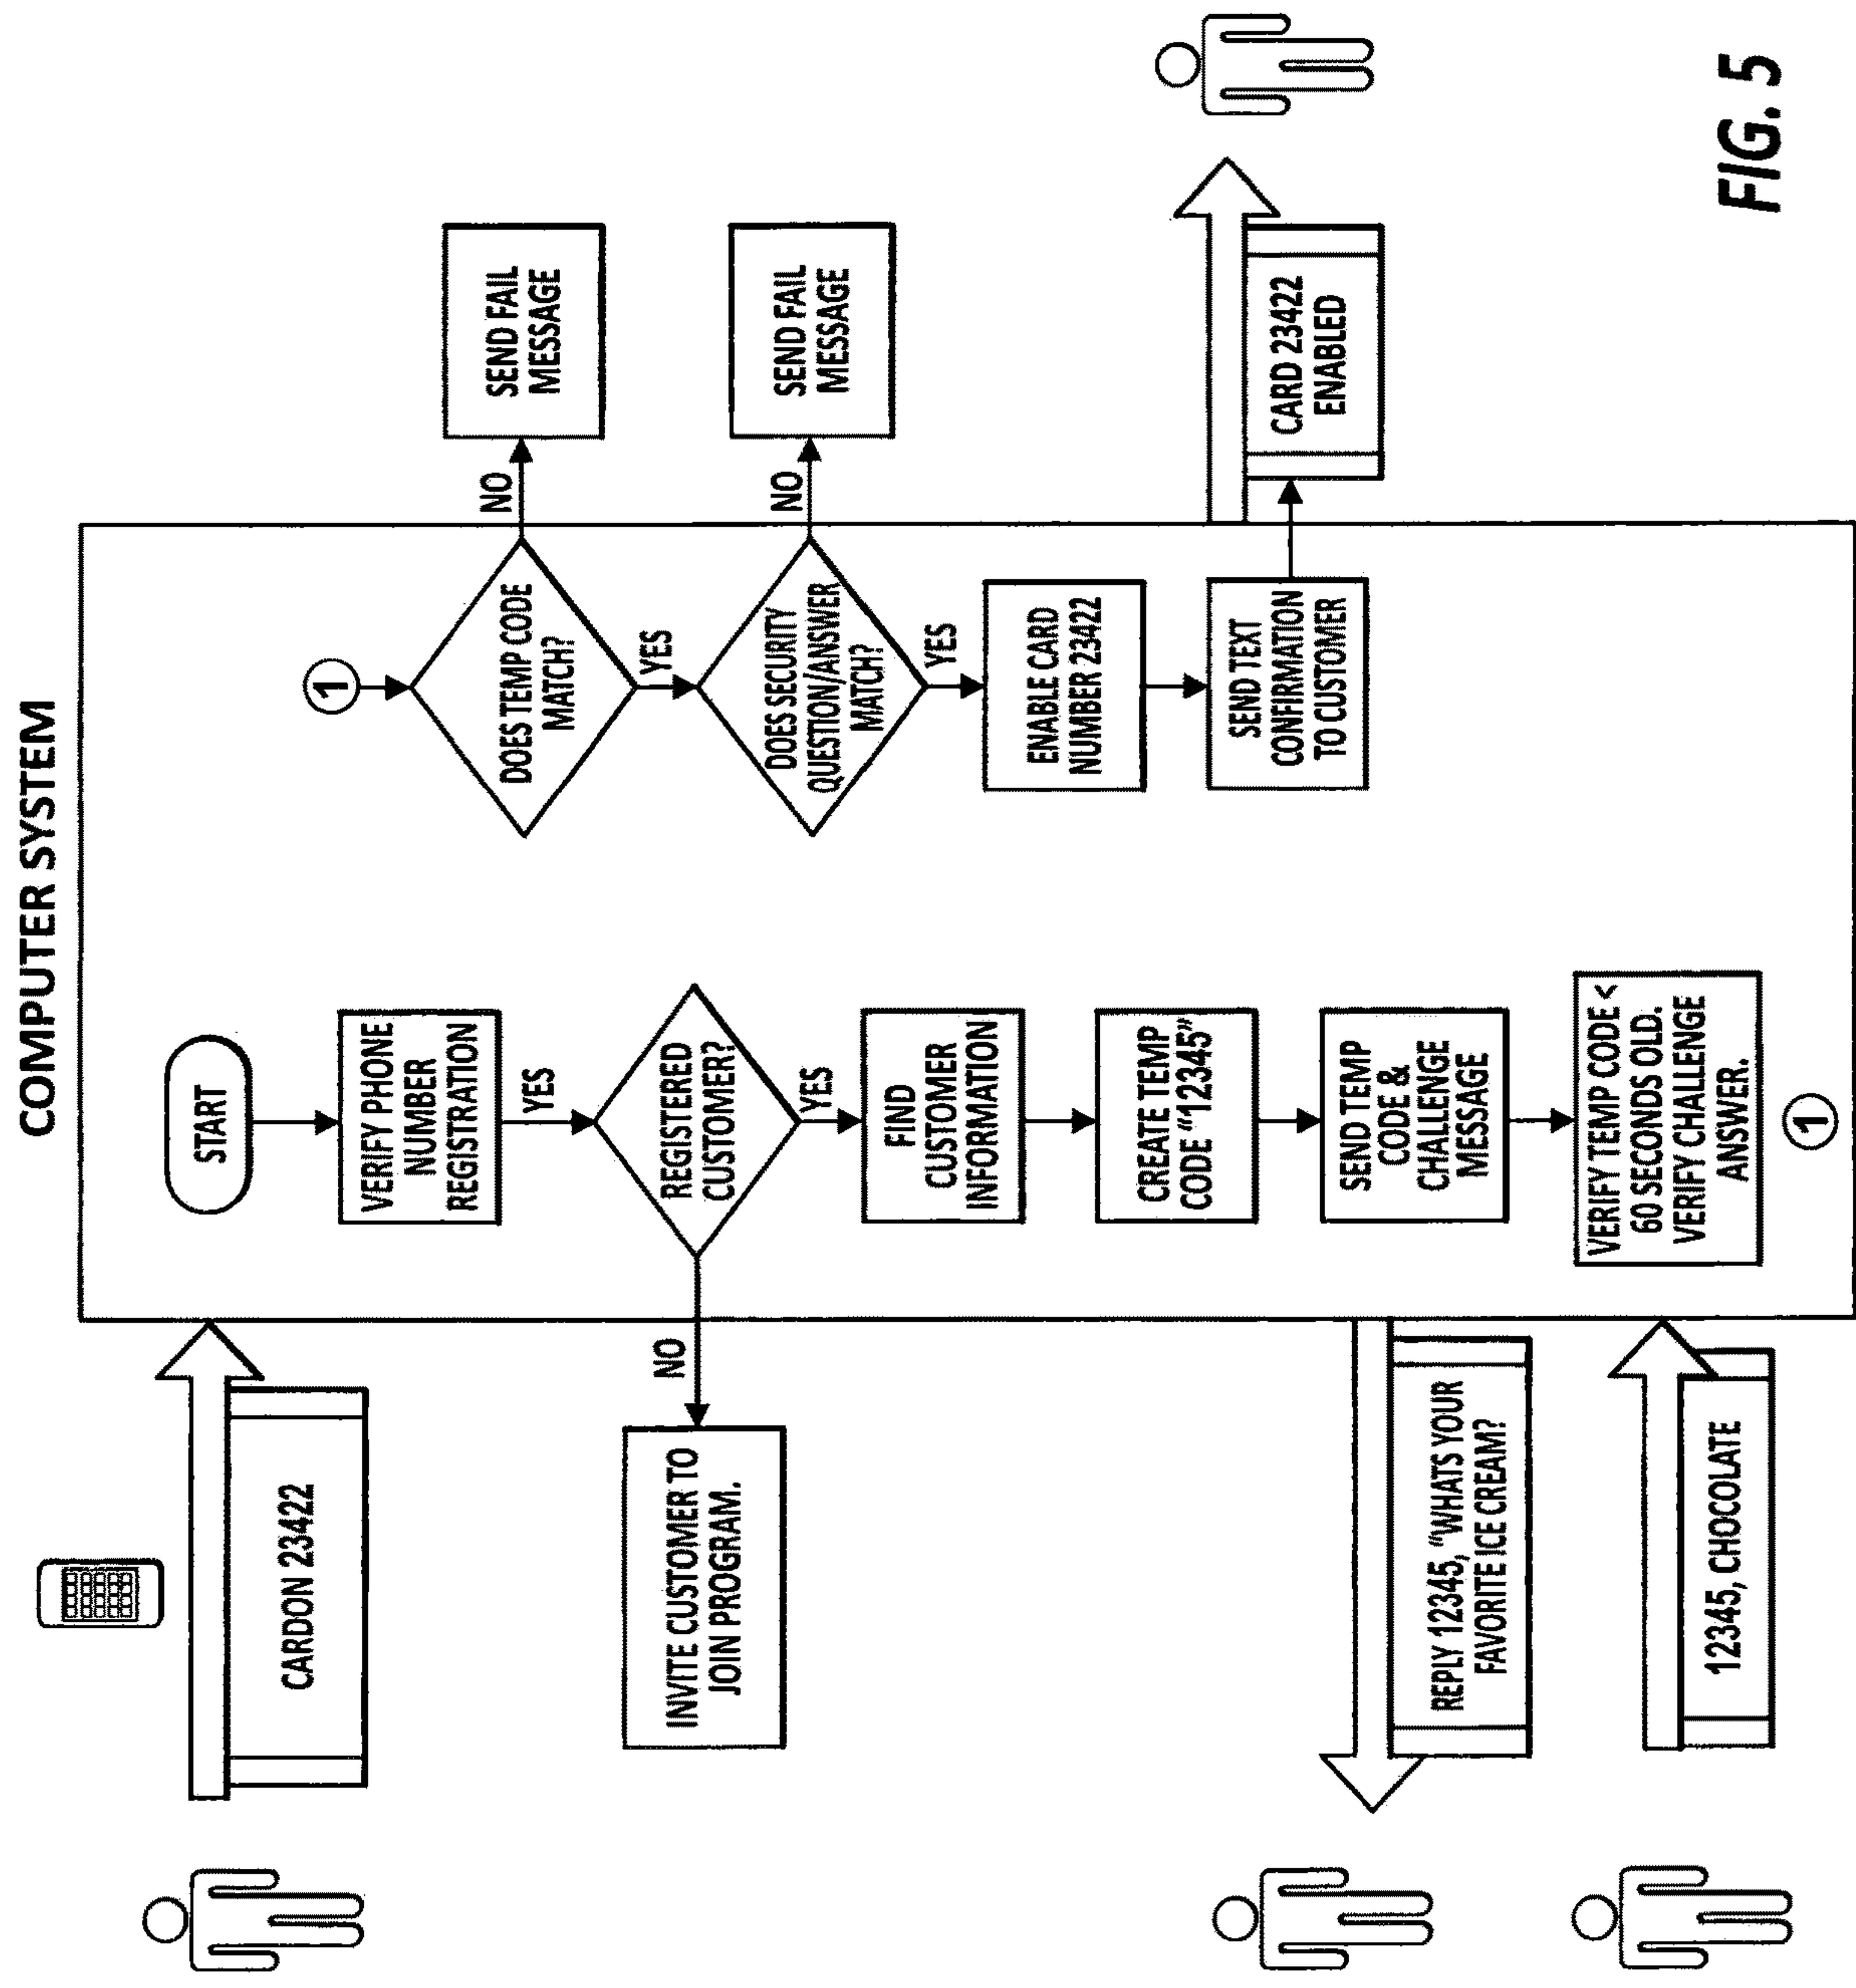 COMPUTER SYSTEM
CARDON 23422
START
VERIFY PHONE
NUMBER
REGISTRATION
YES
REGISTERED
CUSTOMER?
NO
INVITE CUSTOMER TO
JOIN PROGRAM.
YES
FIND
CUSTOMER
INFORMATION
CREATE TEMP
CODE "12345"
SEND TEMP
CODE &
CHALLENGE
MESSAGE
REPLY 12345, "WHATS YOUR
FAVORITE ICE CREAM?
12345, CHOCOLATE
VERIFY TEMP CODE <
60 SECONDS OLD.
VERIFY CHALLENGE
ANSWER.
1
1
DOES TEMP CODE
MATCH?
NO
SEND FAIL
MESSAGE
YES
DOES SECURITY
QUESTION/ANSWER
MATCH?
NO
SEND FAIL
MESSAGE
YES
ENABLE CARD
NUMBER 23422
SEND TEXT
CONFIRMATION
TO CUSTOMER
CARD 23422
ENABLED
FIG. 5